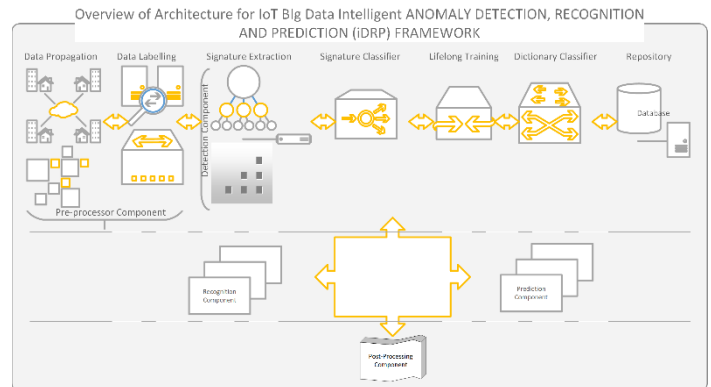 Overview of Architecture for IoT BIg Data Intelligent ANOMALY DETECTION, RECOGNITION
AND PREDICTION (iDRP) FRAMEWORK
Data Propagation
Data Labelling
Signature Extraction
Signature Classifier
Lifelong Training
Dictionary Classifier
Repository
Detection Component
Database
Pre-processor Component
Recognition
Component
Prediction
Component
Post-Processing
Component